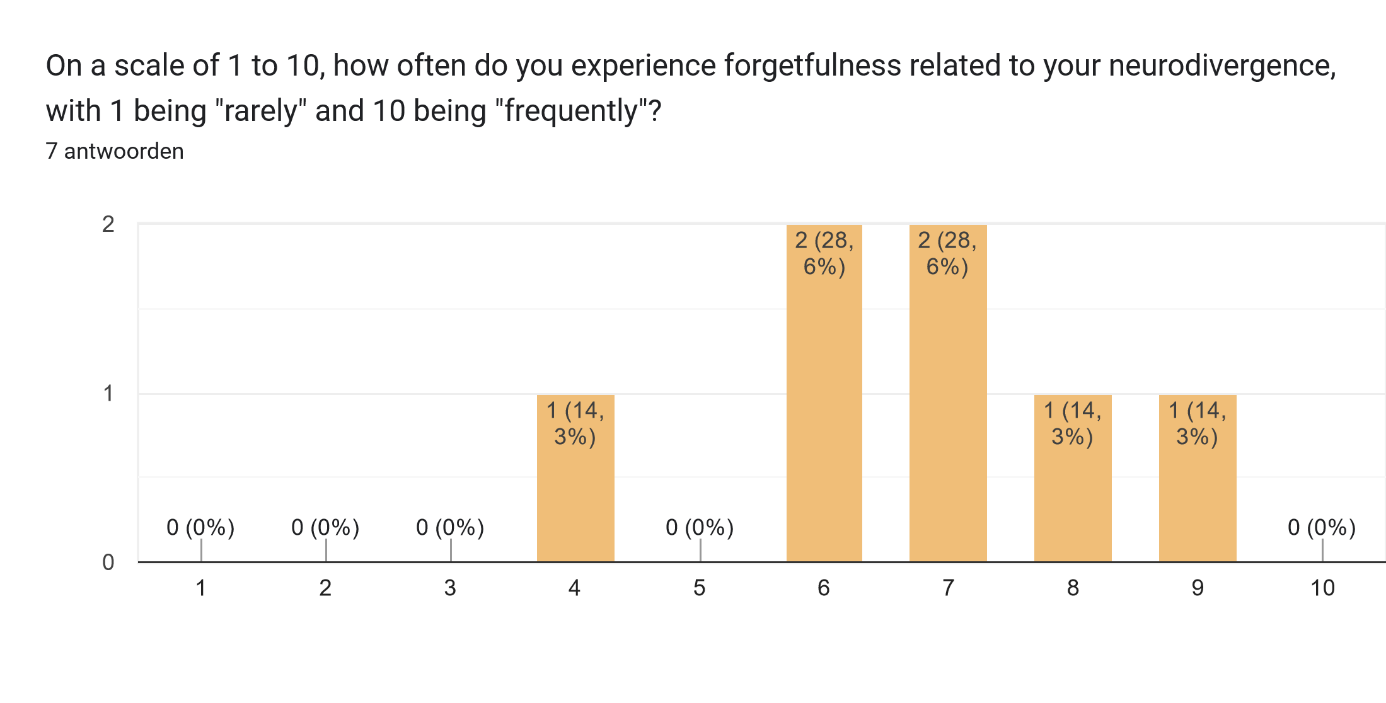 On a scale of 1 to 10, how often do you experience forgetfulness related to your neurodivergence,
with 1 being "rarely" and 10 being "frequently"?
7 antwoorden
2
2 (28,
6%)
2 (28,
6%)
1
1 (14,
3%)
1 (14,
3%)
1 (14,
3%)
0 (0%) 0 (0%) 0 (0%) 0 (0%) 0 (0%)
0
1 2 3 4 5 6 7 8 9 10